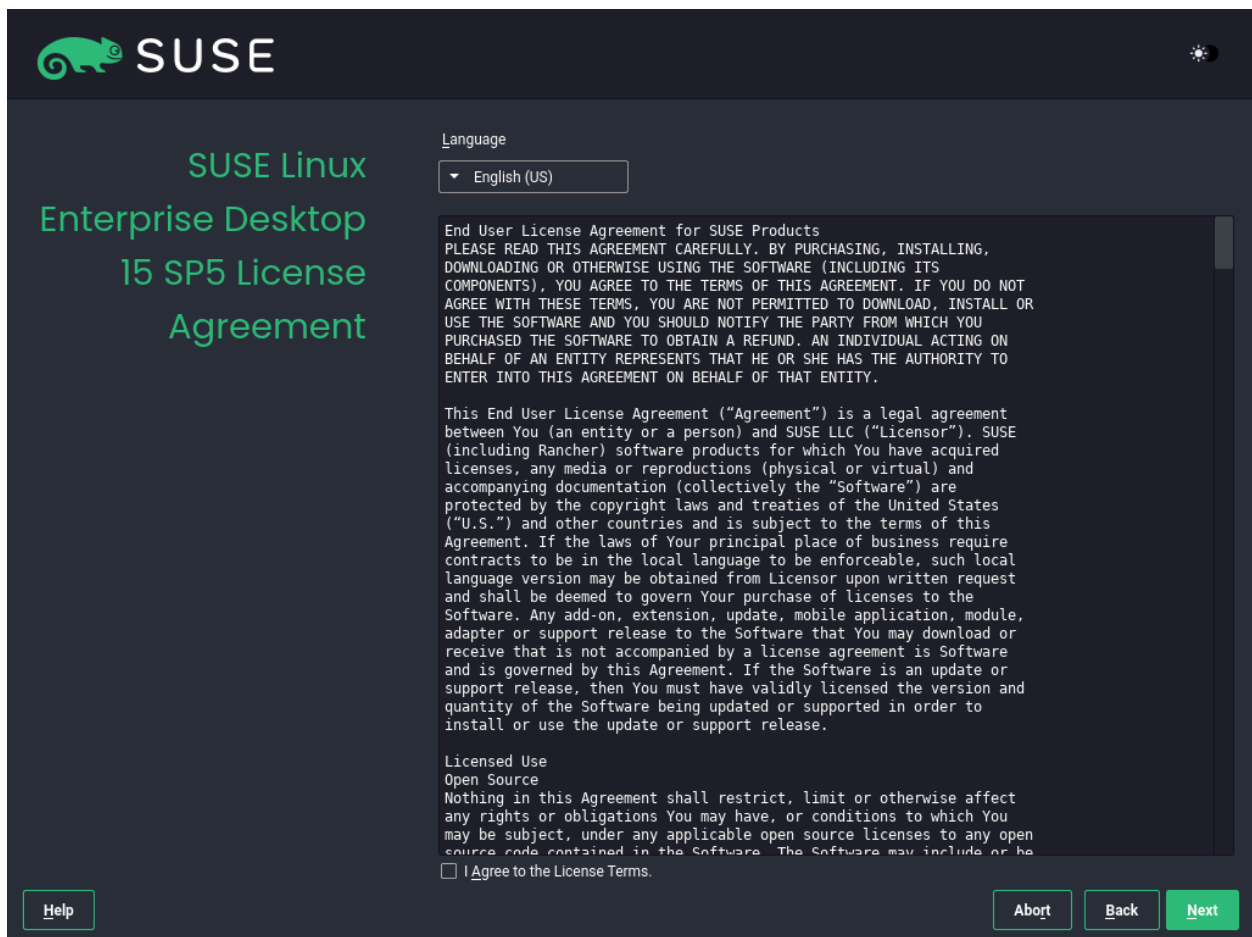 SUSE
SUSE Linux
Enterprise Desktop
15 SP5 License
Agreement
Language
English (US)
End User License Agreement for SUSE Products
PLEASE READ THIS AGREEMENT CAREFULLY. BY PURCHASING, INSTALLING,
DOWNLOADING OR OTHERWISE USING THE SOFTWARE (INCLUDING ITS
COMPONENTS), YOU AGREE TO THE TERMS OF THIS AGREEMENT. IF YOU DO NOT
AGREE WITH THESE TERMS, YOU ARE NOT PERMITTED TO DOWNLOAD, INSTALL OR
USE THE SOFTWARE AND YOU SHOULD NOTIFY THE PARTY FROM WHICH YOU
PURCHASED THE SOFTWARE TO OBTAIN A REFUND. AN INDIVIDUAL ACTING ON
BEHALF OF AN ENTITY REPRESENTS THAT HE OR SHE HAS THE AUTHORITY TO
ENTER INTO THIS AGREEMENT ON BEHALF OF THAT ENTITY.
This End User License Agreement (“Agreement”) is a legal agreement
between You (an entity or a person) and SUSE LLC (“Licensor”). SUSE
(including Rancher) software products for which You have acquired
licenses, any media or reproductions (physical or virtual) and
accompanying documentation (collectively the “Software”) are
protected by the copyright laws and treaties of the United States
(“U.S.”) and other countries and is subject to the terms of this
Agreement. If the laws of Your principal place of business require
contracts to be in the local language to be enforceable, such local
language version may be obtained from Licensor upon written request
and shall be deemed to govern Your purchase of licenses to the
Software. Any add-on, extension, update, mobile application, module,
adapter or support release to the Software that You may download or
receive that is not accompanied by a license agreement is Software
and is governed by this Agreement. If the Software is an update or
support release, then You must have validly licensed the version and
quantity of the Software being updated or supported in order to
install or use the update or support release.
Licensed Use
Open Source
Nothing in this Agreement shall restrict, limit or otherwise affect
any rights or obligations You may have, or conditions to which You
may be subject, under any applicable open source licenses to any open
source code contained in the Software. The Software may include or be
I Agree to the License Terms.
Help
Abort
Back
Next